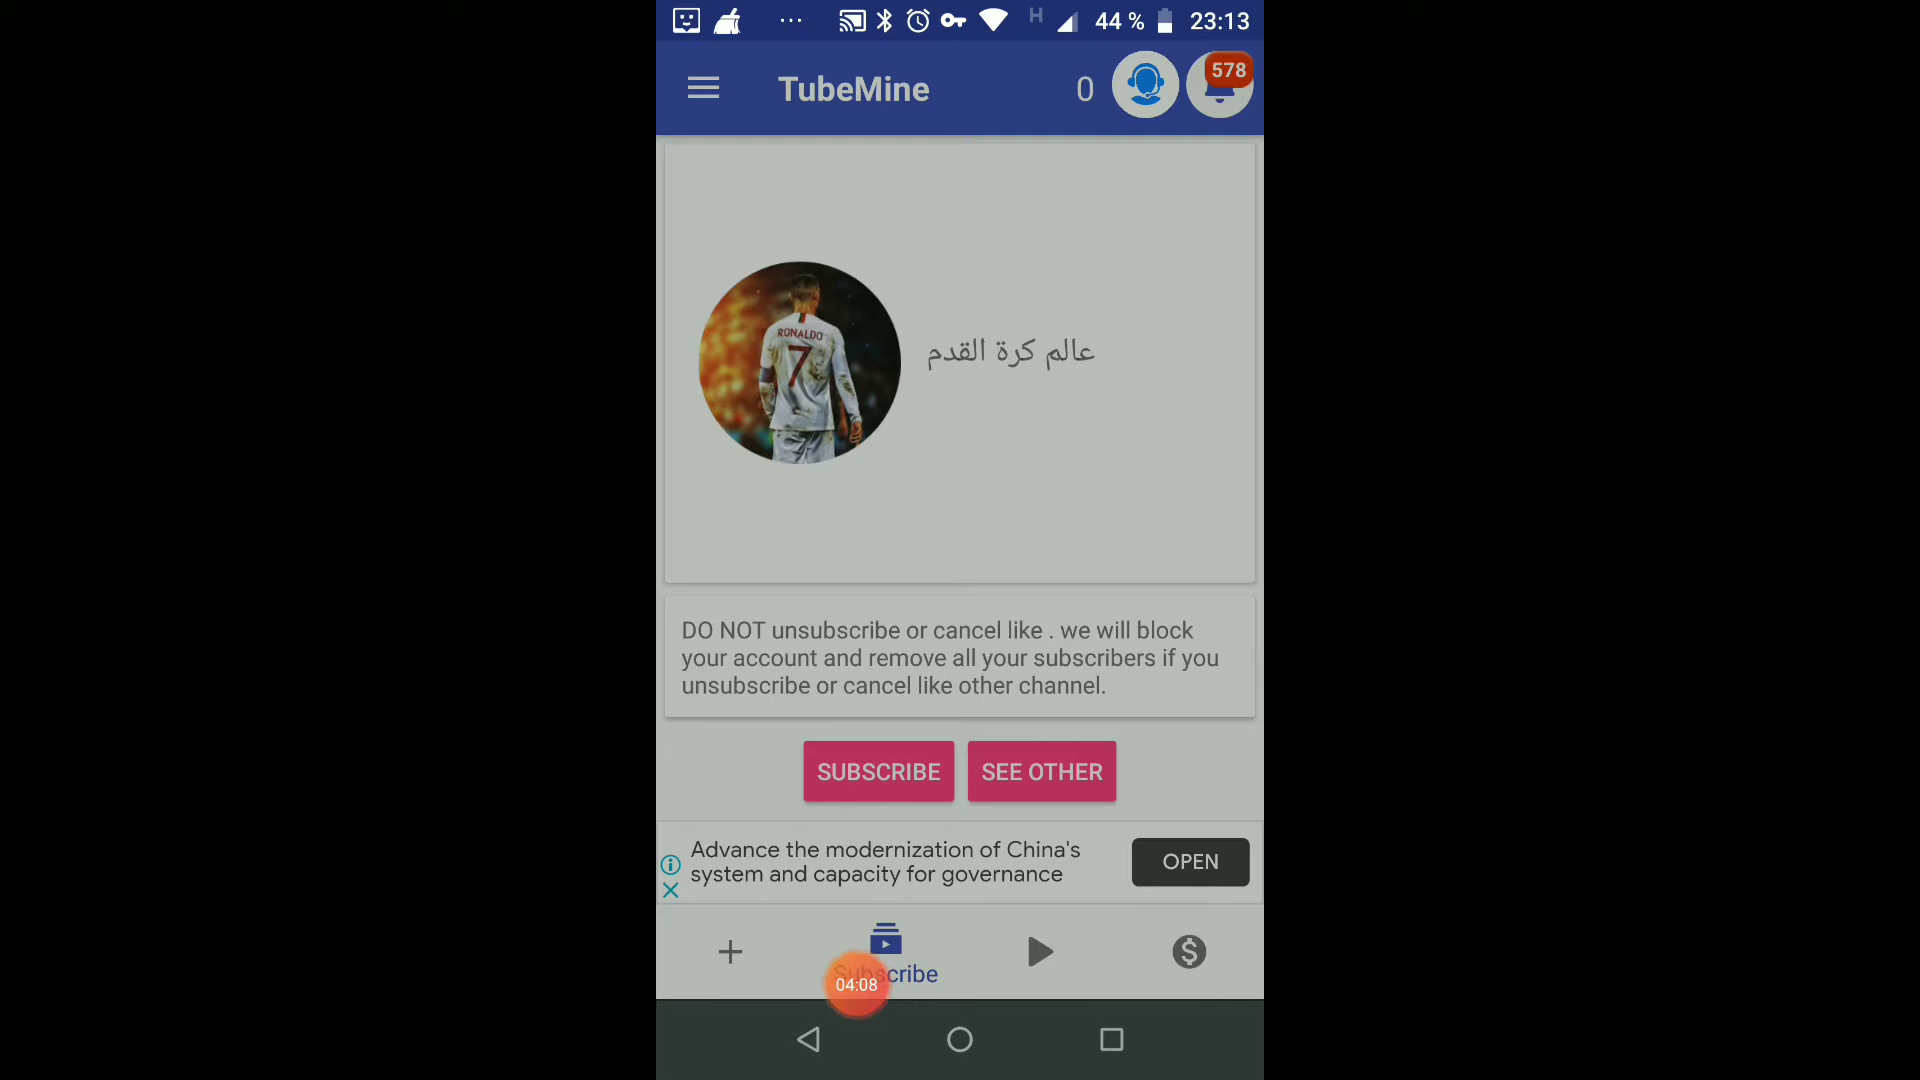 H 44 % 23:13
TubeMine 0 578
RONALDO
7
عالم كرة القدم
DO NOT unsubscribe or cancel like . we will block
your account and remove all your subscribers if you
unsubscribe or cancel like other channel.
SUBSCRIBE SEE OTHER
Advance the modernization of China's
system and capacity for governance
OPEN
Subscribe
04:08